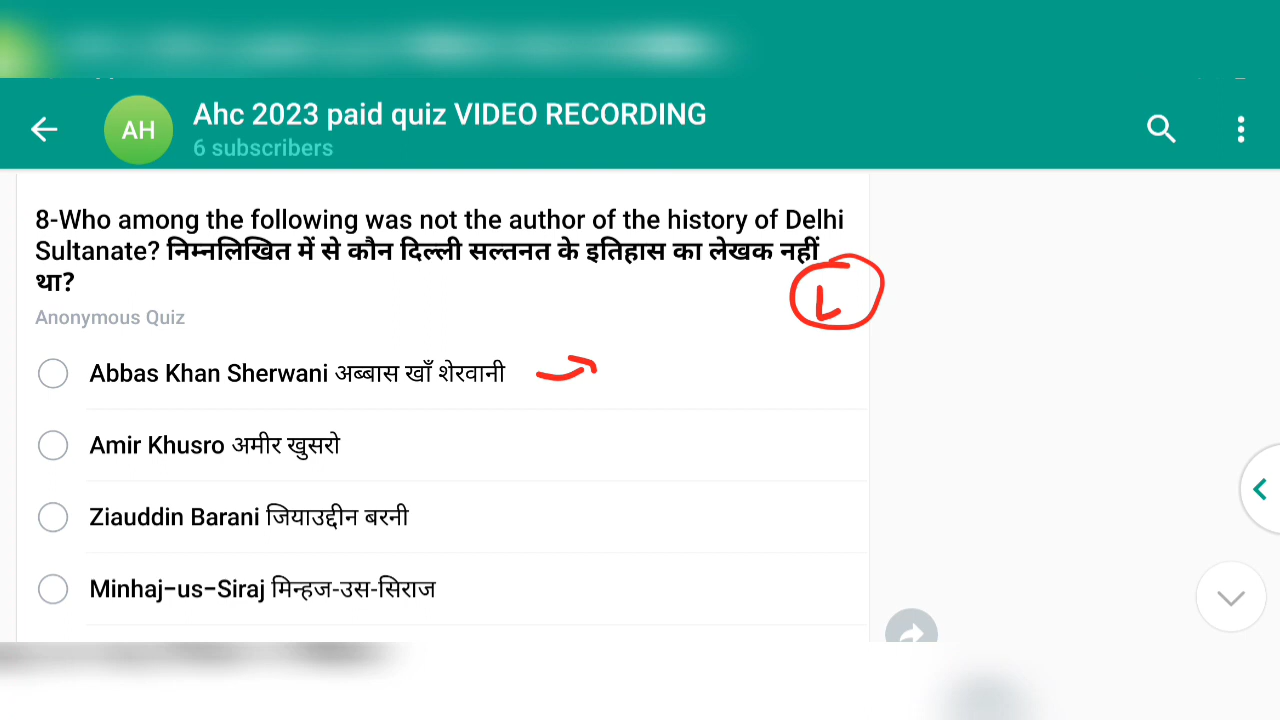 AH
Ahc 2023 paid quiz VIDEO RECORDING
6 subscribers
8-Who among the following was not the author of the history of Delhi
Sultanate? निम्नलिखित में से कौन दिल्ली सल्तनत के इतिहास का लेखक नहीं
था?
L
Anonymous Quiz
Abbas Khan Sherwani अब्बास खाँ शेरवानी
Amir Khusro अमीर खुसरो
Ziauddin Barani जियाउद्दीन बरनी
Minhaj-us-Siraj मिन्हज-उस-सिराज